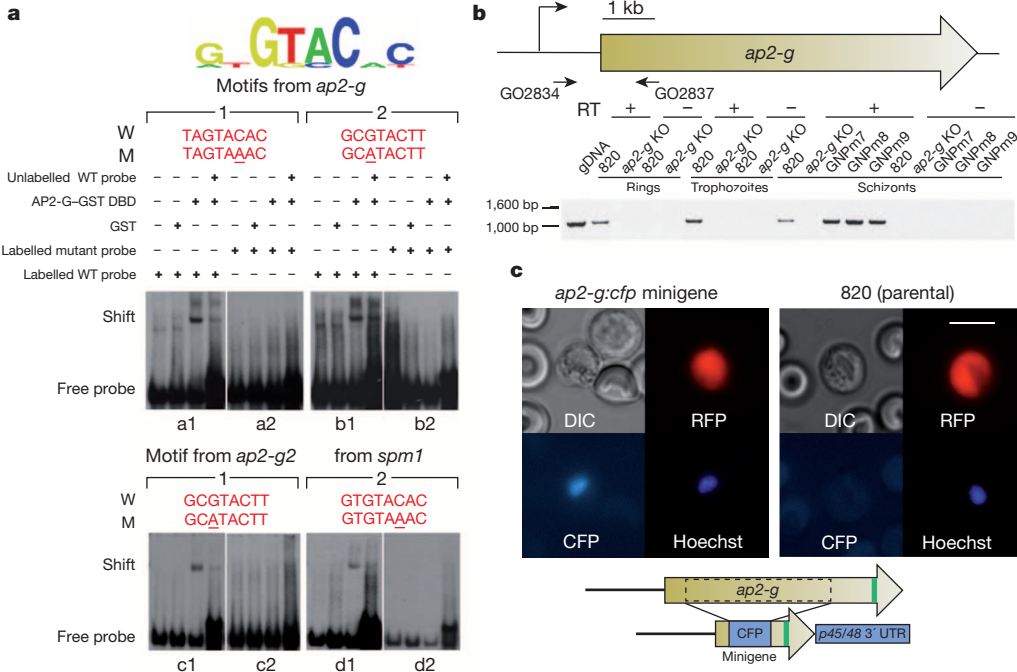 a
G T GTAC A C
Motifs from ap2-g
1 2
W TAGTACAC GCGTACTT
M TAGTAAAC GCATACTT
Unlabelled WT probe – – – + – – – + – – – + – – – +
AP2-G–GST DBD – – + + – – + + – – + + – – + +
GST – + – – – + – – – + – – – + – –
Labelled mutant probe – – – – + + + + – – – – + + + +
Labelled WT probe + + + + – – – – + + + + – – – –
Shift
Free probe
a1 a2 b1 b2
Motif from ap2-g2 from spm1
1 2
W GCGTACTT GTGTACAC
M GCATACTT GTGTAAAC
Shift
Free probe
c1 c2 d1 d2
b
1 kb
ap2-g
GO2834 GO2837
RT + – + – + –
gDNA 820 ap2-g KO 820 ap2-g KO 820 ap2-g KO 820 ap2-g KO 820 ap2-g KO GNPm7 GNPm8 GNPm9 820 ap2-g KO GNPm7 GNPm8 GNPm9
Rings Trophozoites Schizonts
1,600 bp
1,000 bp
c
ap2-g:cfp minigene 820 (parental)
DIC RFP DIC RFP
CFP Hoechst CFP Hoechst
ap2-g
CFP p45/48 3′ UTR
Minigene